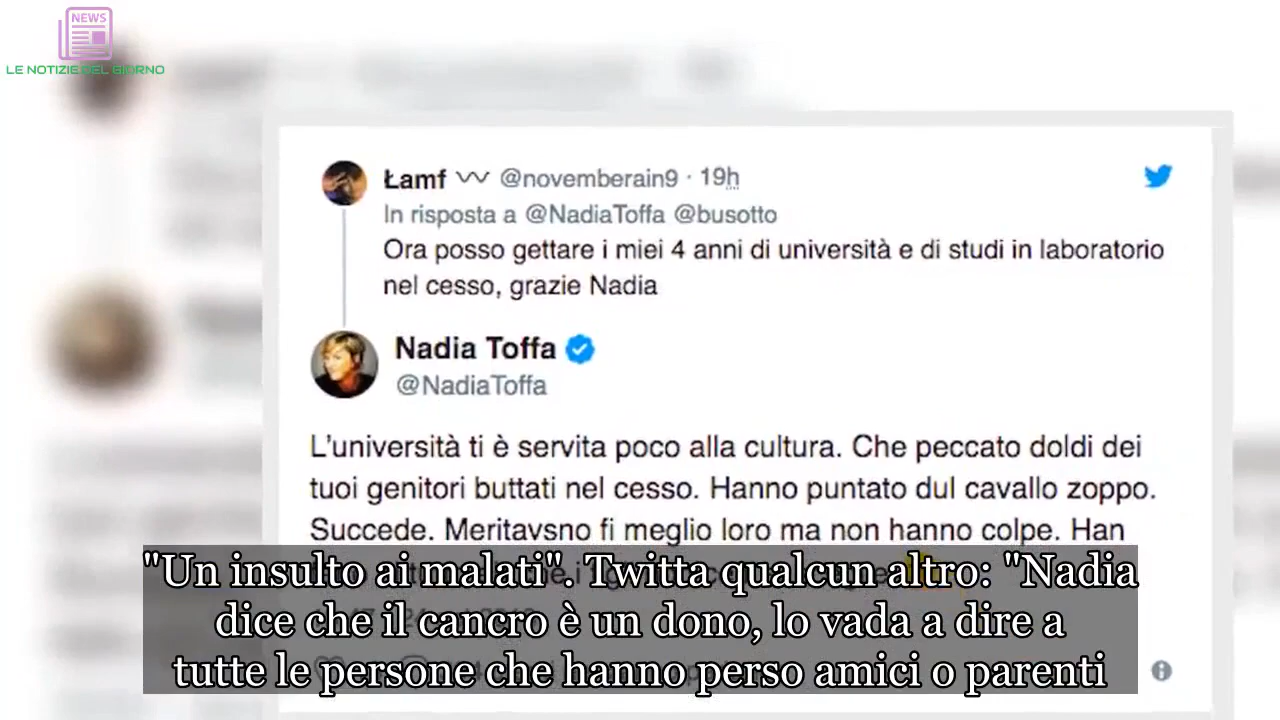 NEWS
LE NOTIZIE DEL GIORNO
Łamf @novemberain9 · 19h
In risposta a @NadiaToffa @busotto
Ora posso gettare i miei 4 anni di università e di studi in laboratorio
nel cesso, grazie Nadia
Nadia Toffa
@NadiaToffa
L'università ti è servita poco alla cultura. Che peccato doldi dei
tuoi genitori buttati nel cesso. Hanno puntato dul cavallo zoppo.
Succede. Meritavsno fi meglio loro ma non hanno colpe. Han
"Un insulto ai malati". Twitta qualcun altro: "Nadia
dice che il cancro è un dono, lo vada a dire a
tutte le persone che hanno perso amici o parenti